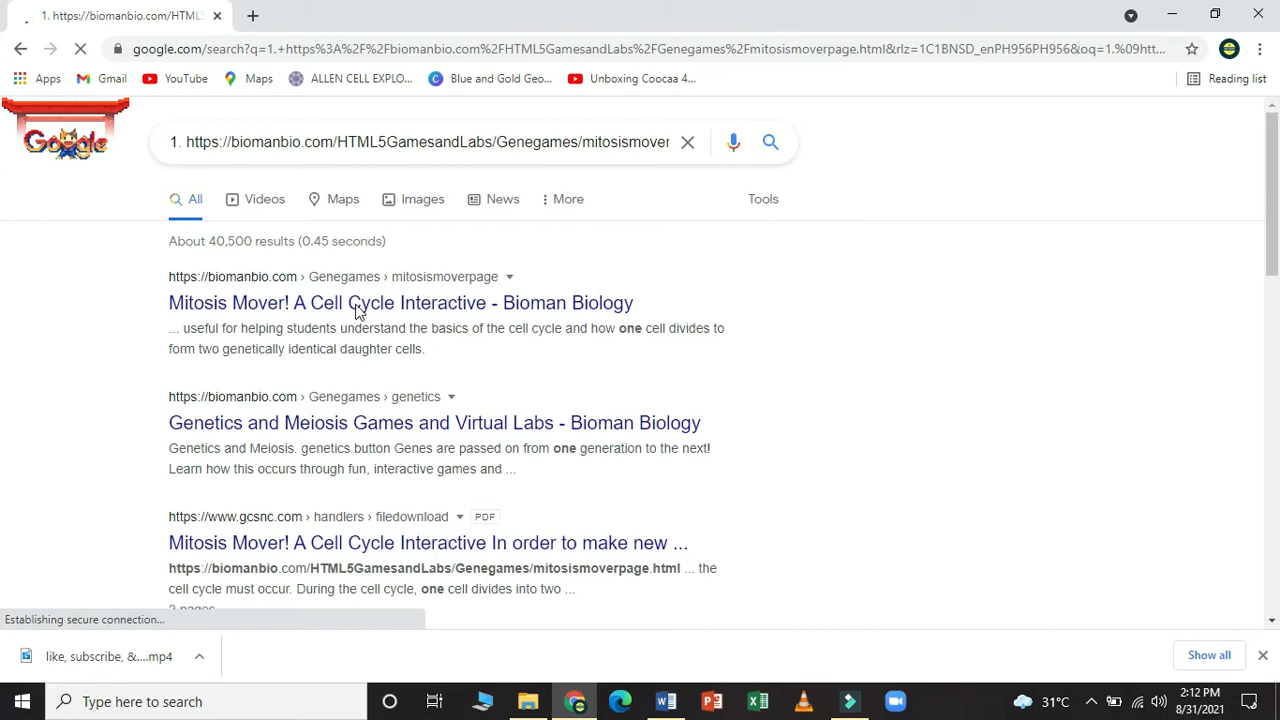 1. https://biomanbio.com/HTML5
google.com/search?q=1.+https%3A%2F%2Fbiomanbio.com%2FHTML5GamesandLabs%2FGenegames%2Fmitosismoverpage.html&rlz=1C1BNSD_enPH956PH956&oq=1.%09htt...
Apps Gmail YouTube Maps ALLEN CELL EXPLO... Blue and Gold Geo... Unboxing Coocaa 4... Reading list
Google
1. https://biomanbio.com/HTML5GamesandLabs/Genegames/mitosismover
All Videos Maps Images News More Tools
About 40,500 results (0.45 seconds)
https://biomanbio.com › Genegames › mitosismoverpage
Mitosis Mover! A Cell Cycle Interactive - Bioman Biology
... useful for helping students understand the basics of the cell cycle and how one cell divides to
form two genetically identical daughter cells.
https://biomanbio.com › Genegames › genetics
Genetics and Meiosis Games and Virtual Labs - Bioman Biology
Genetics and Meiosis. genetics button Genes are passed on from one generation to the next!
Learn how this occurs through fun, interactive games and ...
https://www.gcsnc.com › handlers › filedownload PDF
Mitosis Mover! A Cell Cycle Interactive In order to make new ...
https://biomanbio.com/HTML5GamesandLabs/Genegames/mitosismoverpage.html ... the
cell cycle must occur. During the cell cycle, one cell divides into two ...
2 pages
Establishing secure connection...
like, subscribe, &....mp4 Show all
Type here to search 31°C 2:12 PM
8/31/2021